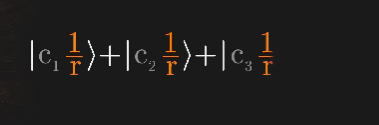 |c₁ 1/r⟩+|c₂ 1/r⟩+|c₃ 1/r